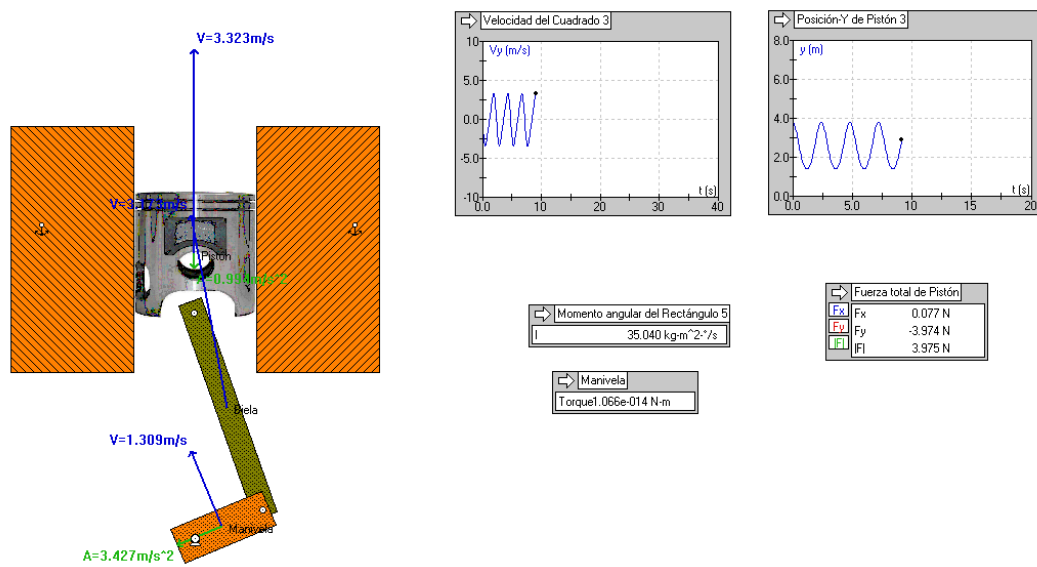 V=3.323m/s
Pistón
Biela
V=1.309m/s
Manivela
A=3.427m/s^2
Velocidad del Cuadrado 3
Vy (m/s)
10
5.0
0.0
-5.0
-10
0.0 10 20 30 40
t (s)
Posición-Y de Pistón 3
y (m)
8.0
6.0
4.0
2.0
0.0
0.0 5.0 10 15 20
t (s)
Momento angular del Rectángulo 5
35.040 kg-m^2-°/s
Manivela
Torque1.066e-014 N-m
Fuerza total de Pistón
Fx Fx 0.077 N
Fy Fy -3.974 N
|F| |F| 3.975 N